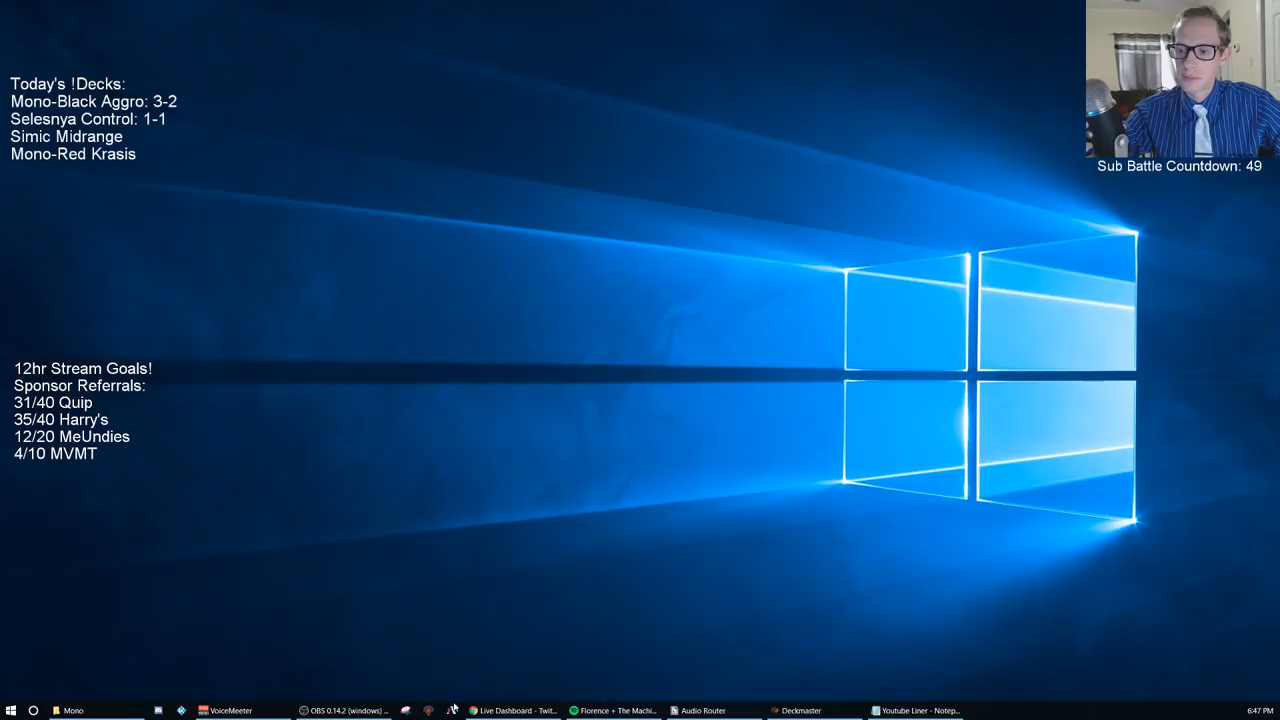 Today's !Decks:
Mono-Black Aggro: 3-2
Selesnya Control: 1-1
Simic Midrange
Mono-Red Krasis
Sub Battle Countdown: 49
12hr Stream Goals!
Sponsor Referrals:
31/40 Quip
35/40 Harry's
12/20 MeUndies
4/10 MVMT
Mono
VoiceMeeter
OBS 0.14.2 (windows) ...
Live Dashboard - Twit...
Florence + The Machi...
Audio Router
Deckmaster
Youtube Liner - Notep...
6:47 PM